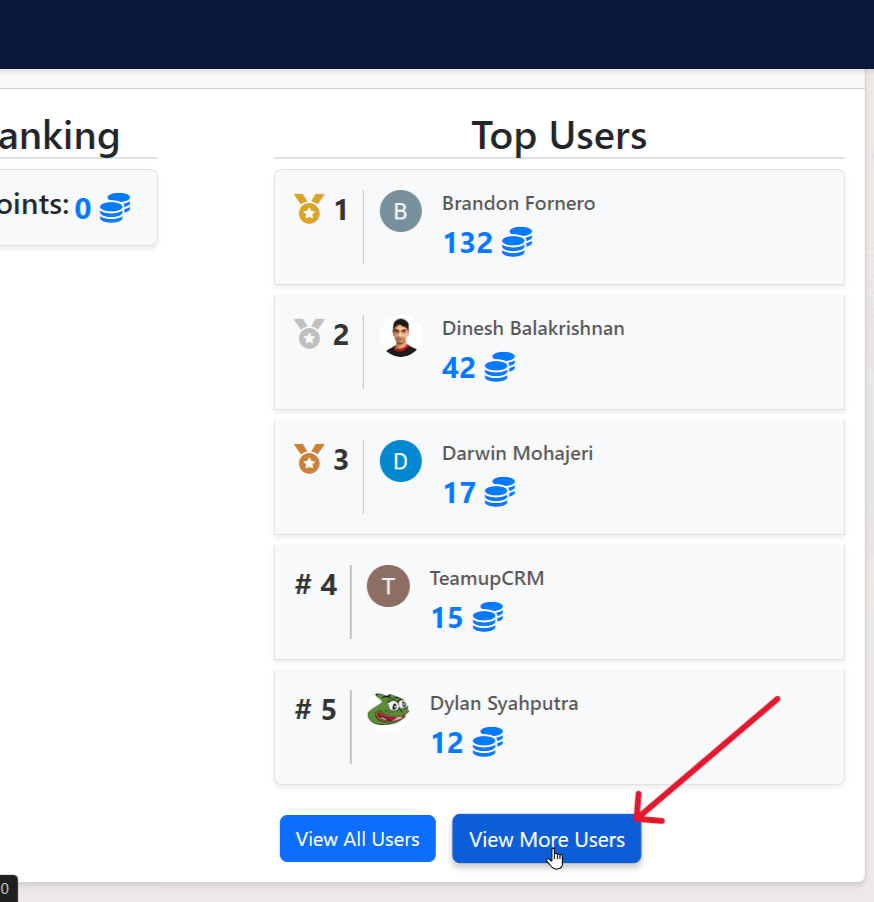 anking
oints: 0
Top Users
1
B
Brandon Fornero
132
2
Dinesh Balakrishnan
42
3
D
Darwin Mohajeri
17
# 4
T
TeamupCRM
15
# 5
Dylan Syahputra
12
View All Users
View More Users
0